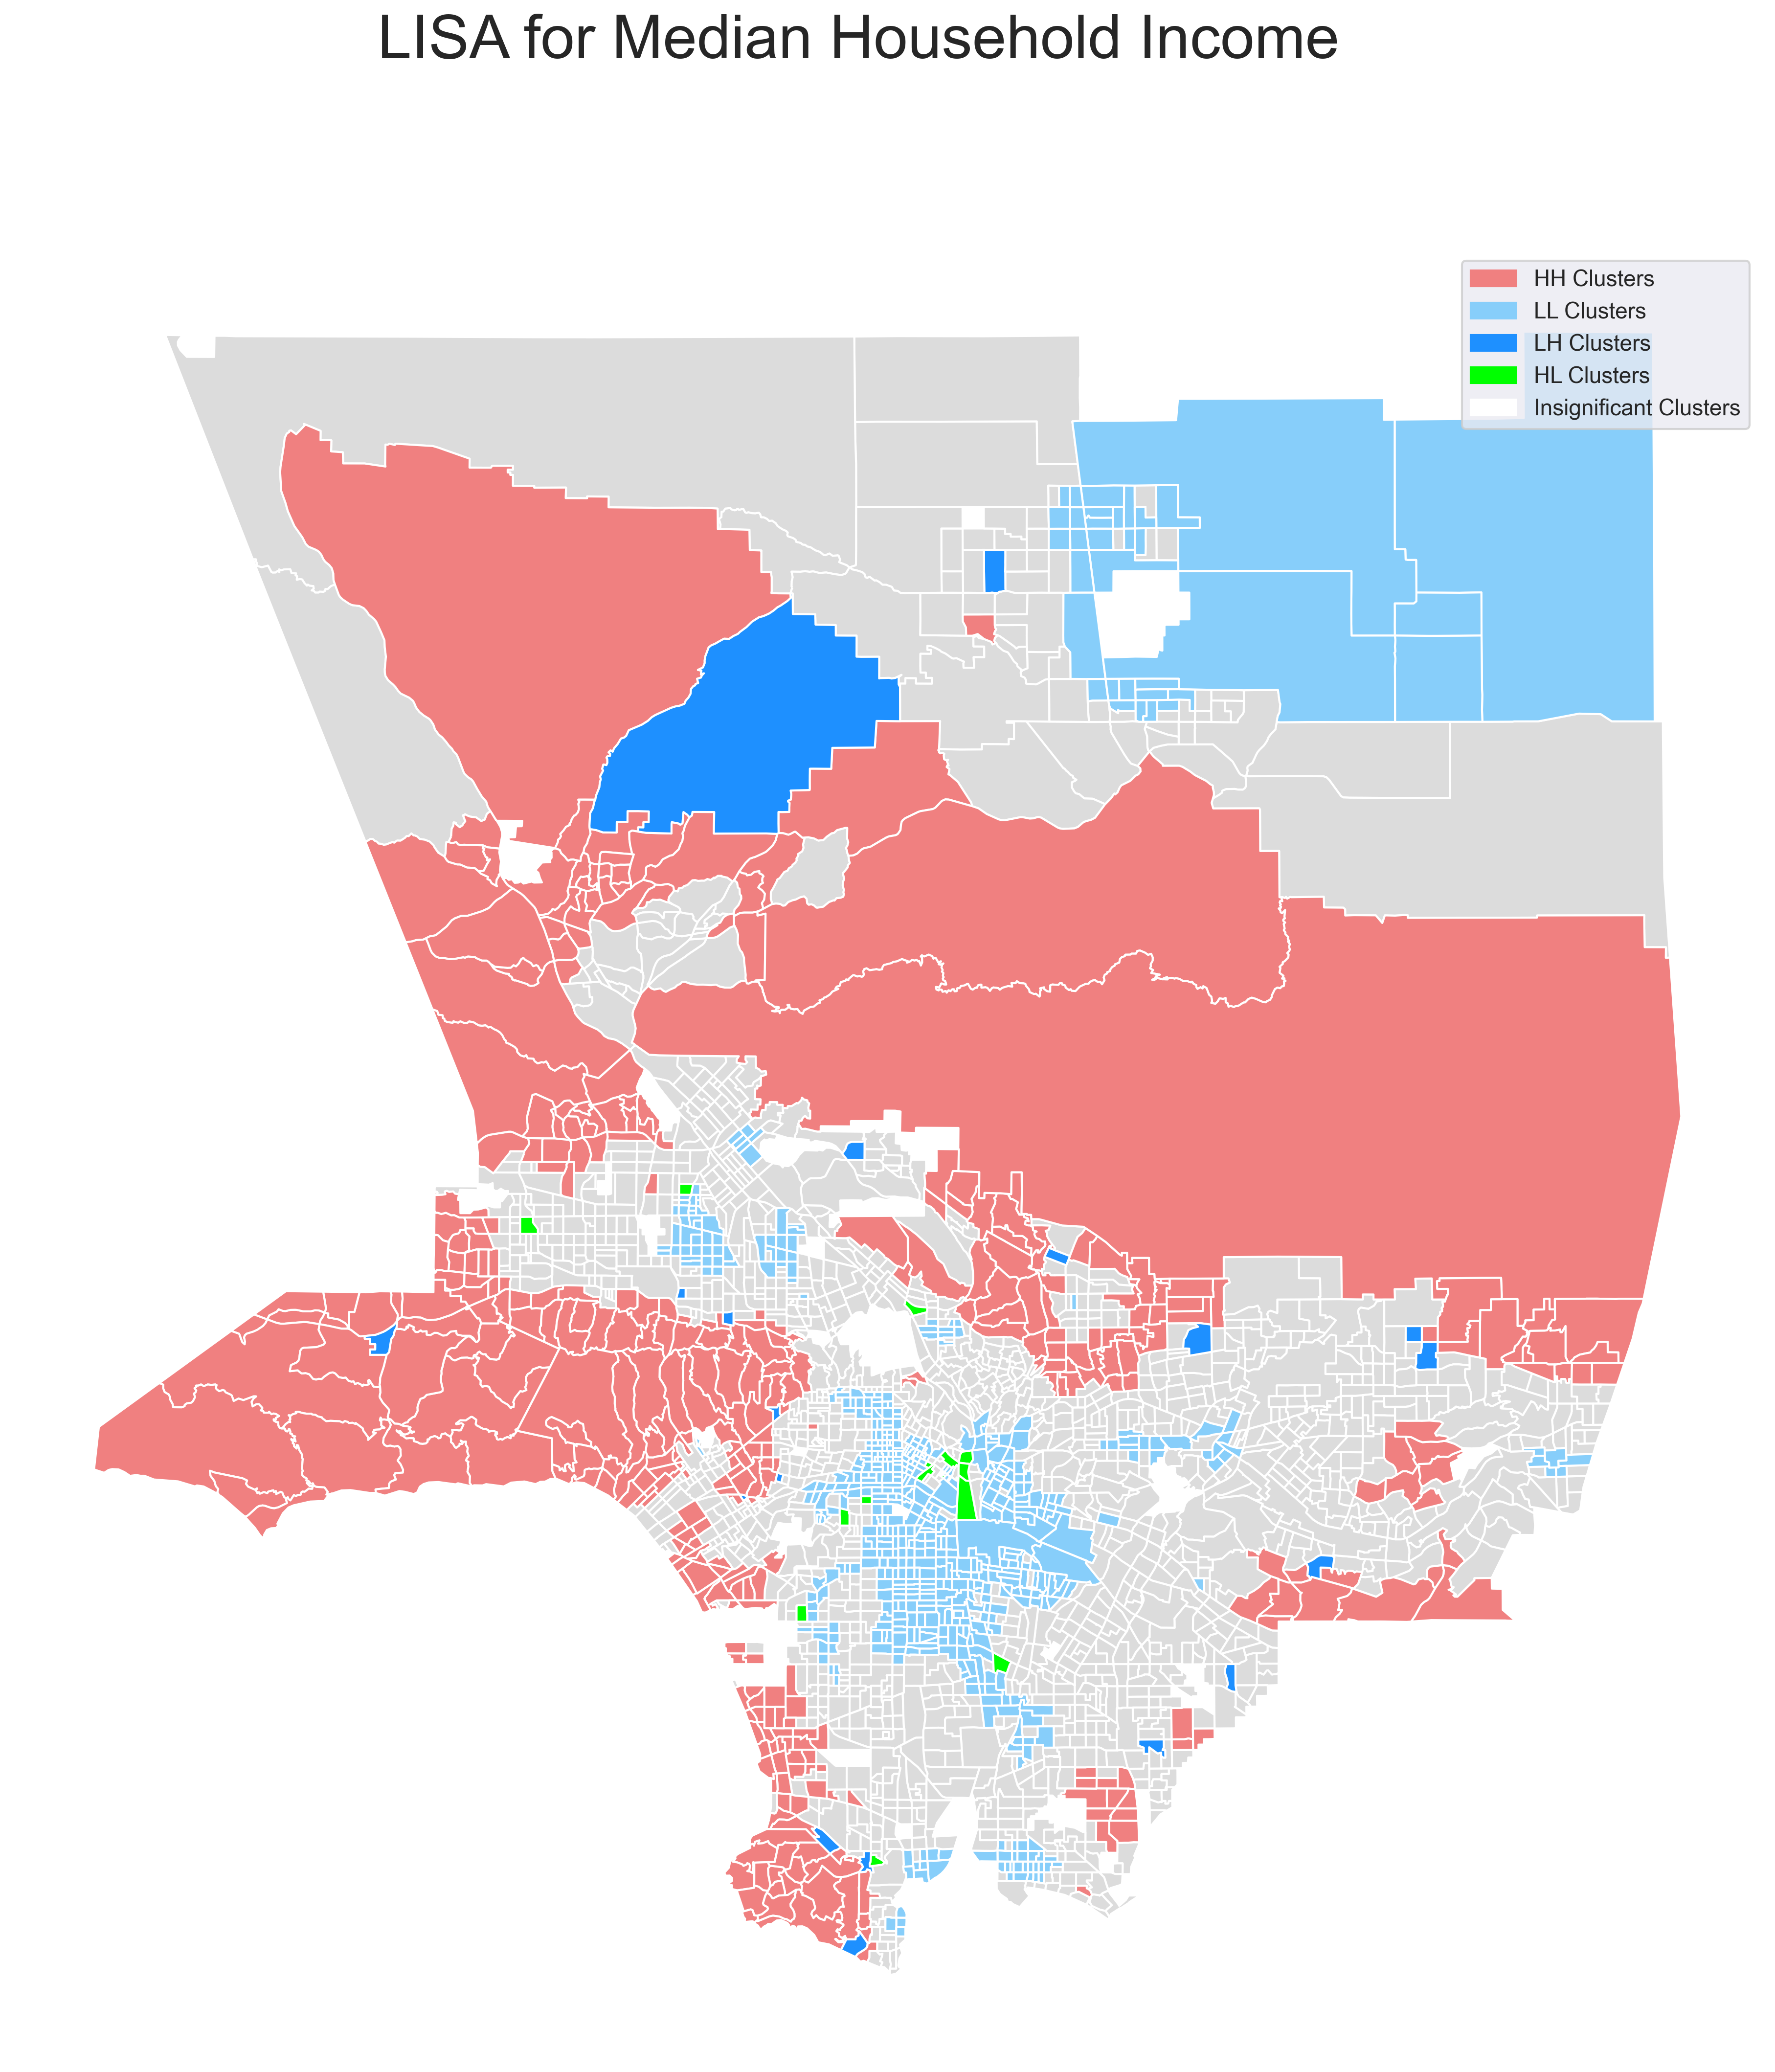 LISA for Median Household Income
HH Clusters
LL Clusters
LH Clusters
HL Clusters
Insignificant Clusters